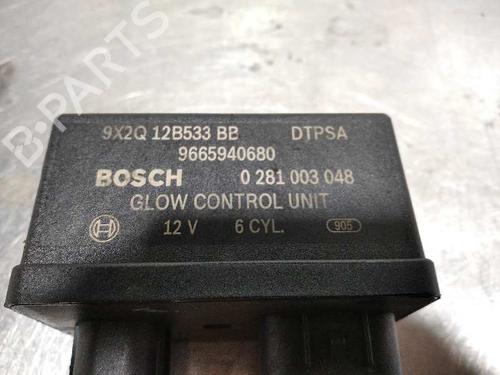 9X2Q 12B533 BB DTPSA
9665940680
BOSCH 0 281 003 048
GLOW CONTROL UNIT
12 V 6 CYL. 905
B-PARTS